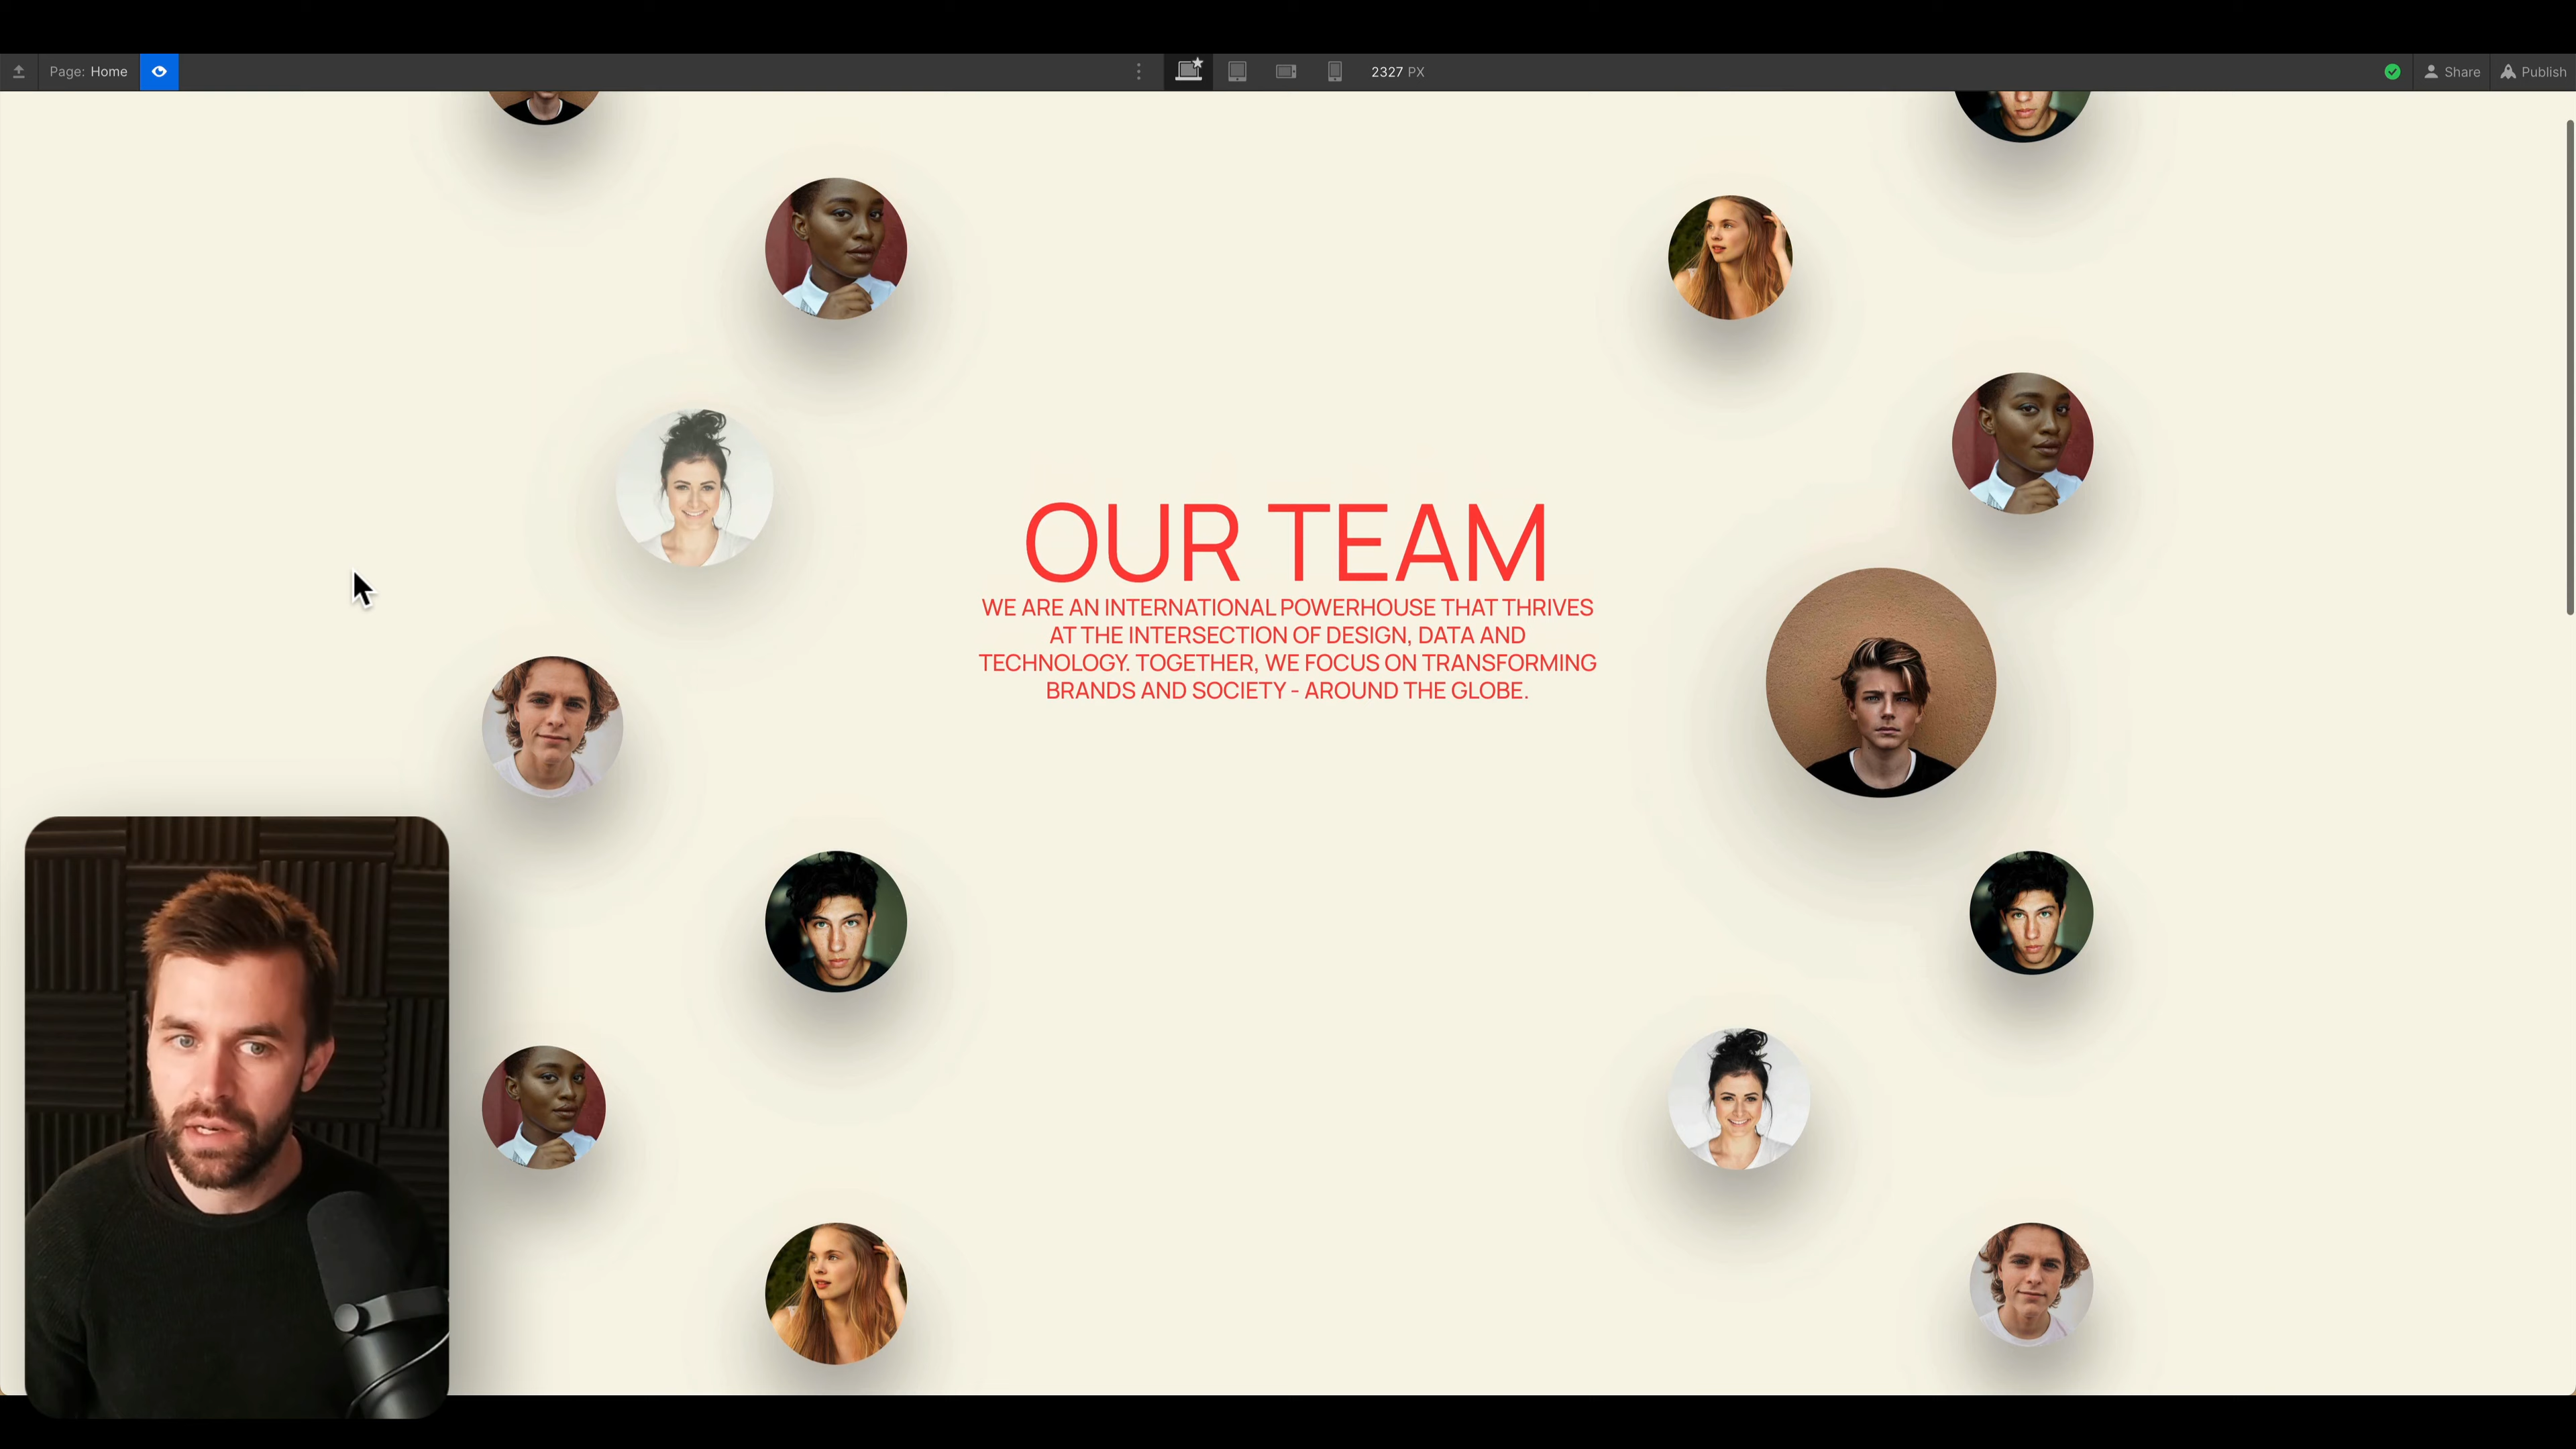 Page: Home
2327 PX
Share
Publish
OUR TEAM
WE ARE AN INTERNATIONAL POWERHOUSE THAT THRIVES
AT THE INTERSECTION OF DESIGN, DATA AND
TECHNOLOGY. TOGETHER, WE FOCUS ON TRANSFORMING
BRANDS AND SOCIETY - AROUND THE GLOBE.